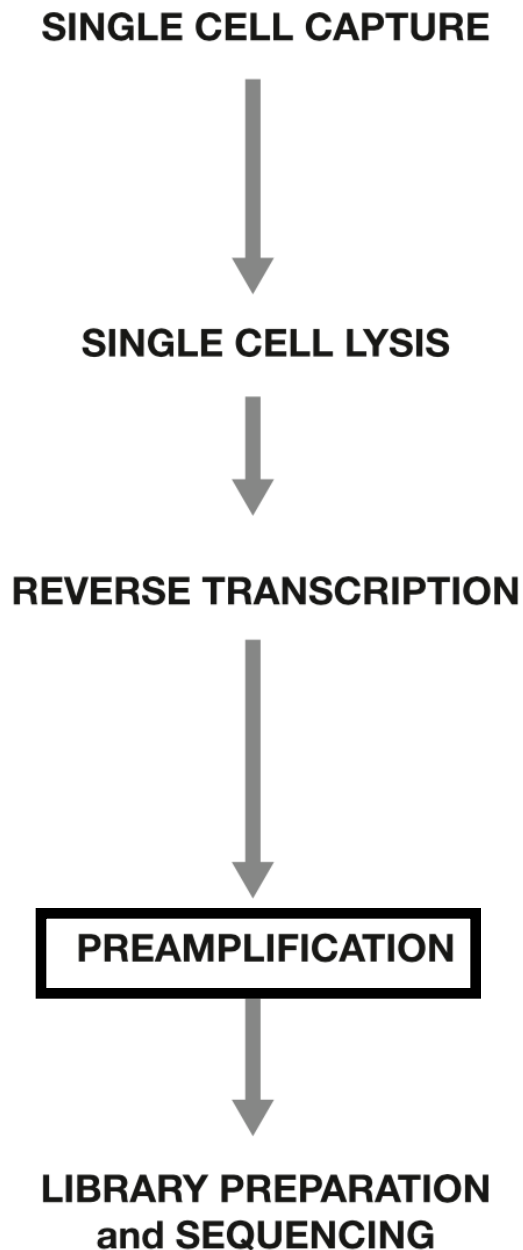 SINGLE CELL CAPTURE
SINGLE CELL LYSIS
REVERSE TRANSCRIPTION
PREAMPLIFICATION
LIBRARY PREPARATION
and SEQUENCING